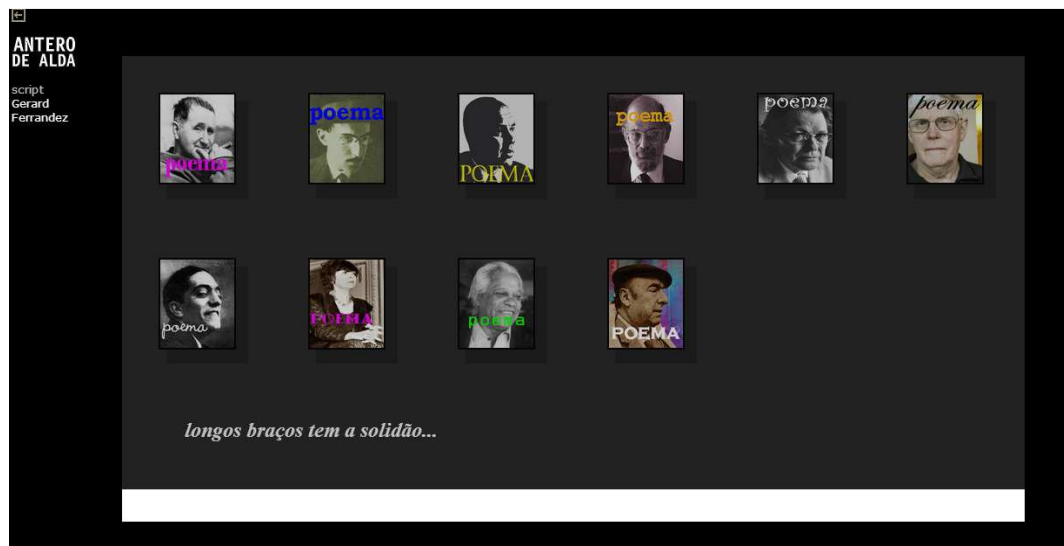 ANTERO
DE ALDA
script
Gerard
Ferrandez
poema
poema
POEMA
poema
poema
poema
poema
POEMA
poema
POEMA
longos braços tem a solidão...